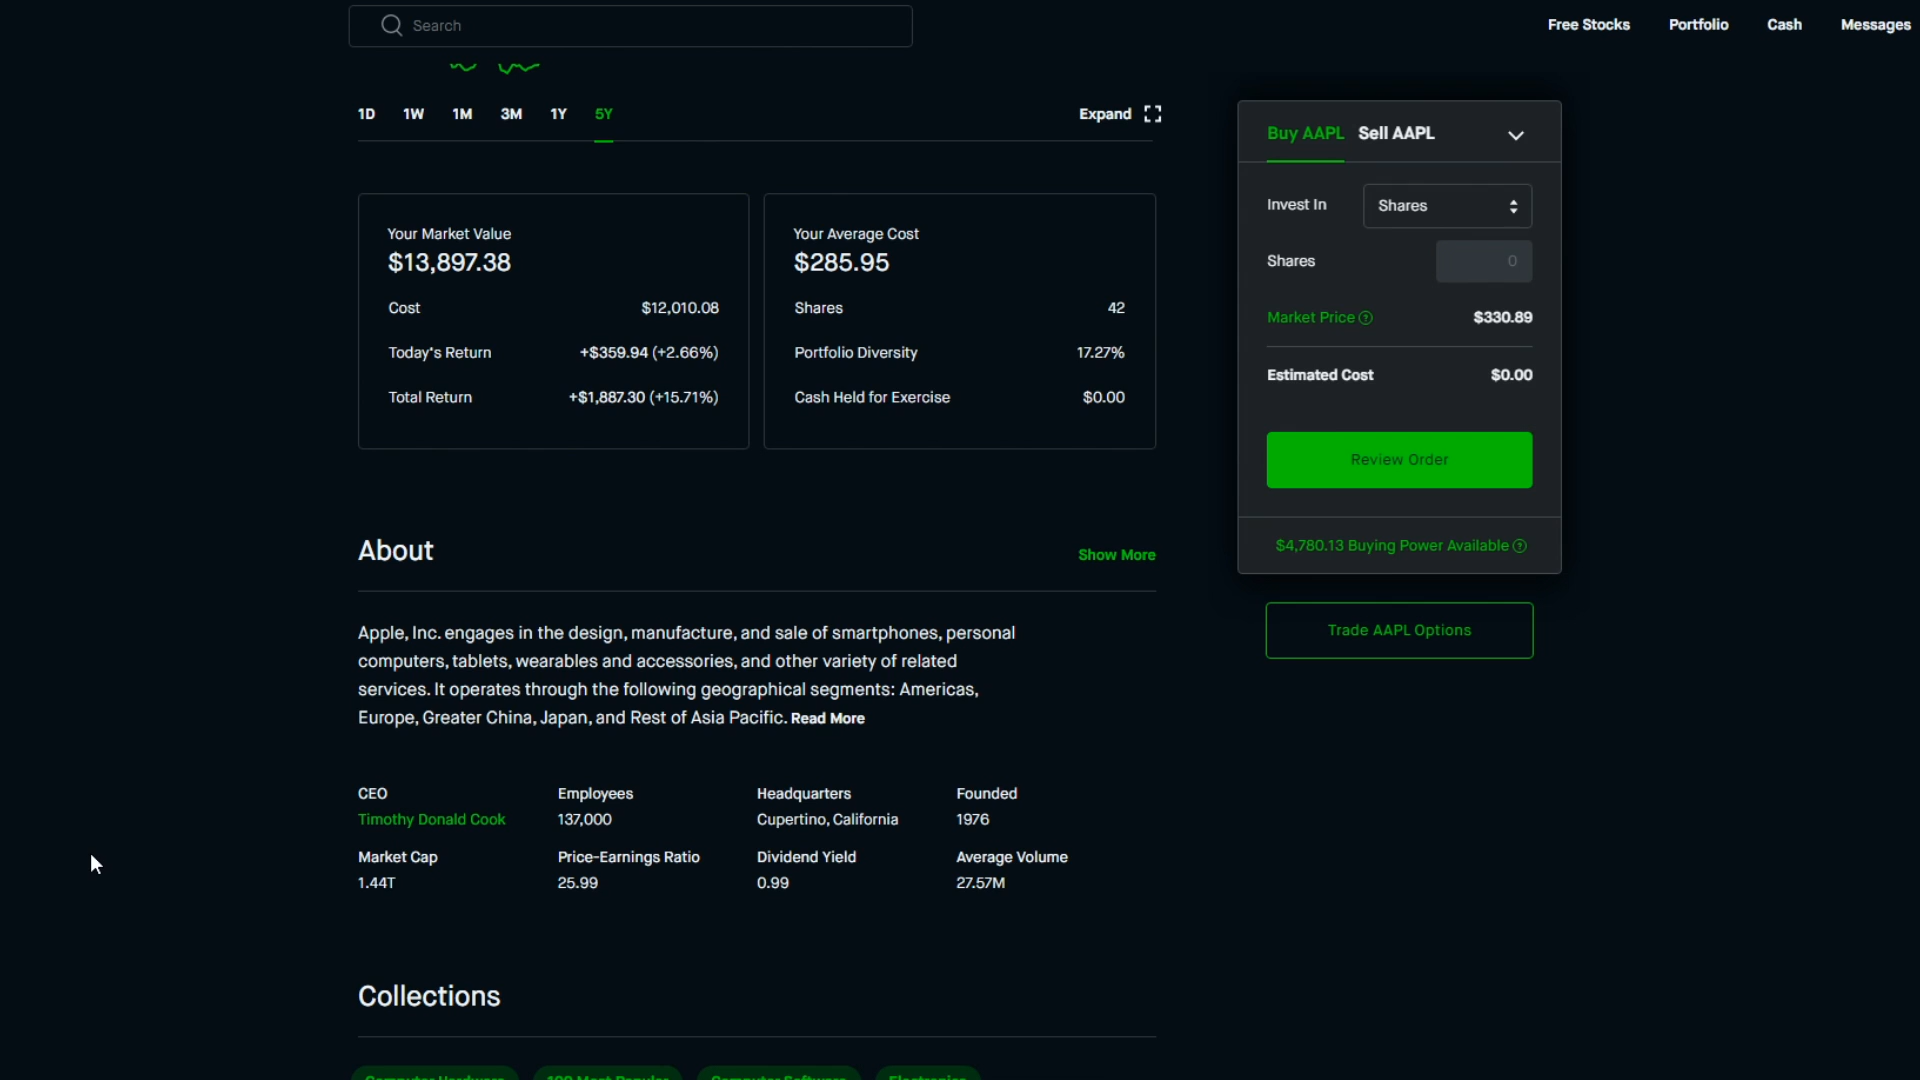 Search
Free Stocks
Portfolio
Cash
Messages
1D 1W 1M 3M 1Y 5Y
Expand
Your Market Value
$13,897.38
Cost $12,010.08
Today's Return +$359.94 (+2.66%)
Total Return +$1,887.30 (+15.71%)
Your Average Cost
$285.95
Shares 42
Portfolio Diversity 17.27%
Cash Held for Exercise $0.00
Buy AAPL Sell AAPL
Invest In Shares
Shares 0
Market Price ? $330.89
Estimated Cost $0.00
Review Order
$4,780.13 Buying Power Available ?
Trade AAPL Options
About
Show More
Apple, Inc. engages in the design, manufacture, and sale of smartphones, personal
computers, tablets, wearables and accessories, and other variety of related
services. It operates through the following geographical segments: Americas,
Europe, Greater China, Japan, and Rest of Asia Pacific. Read More
CEO Employees Headquarters Founded
Timothy Donald Cook 137,000 Cupertino, California 1976
Market Cap Price-Earnings Ratio Dividend Yield Average Volume
1.44T 25.99 0.99 27.57M
Collections
Computer Hardware 100 Most Popular Computer Software Electronics